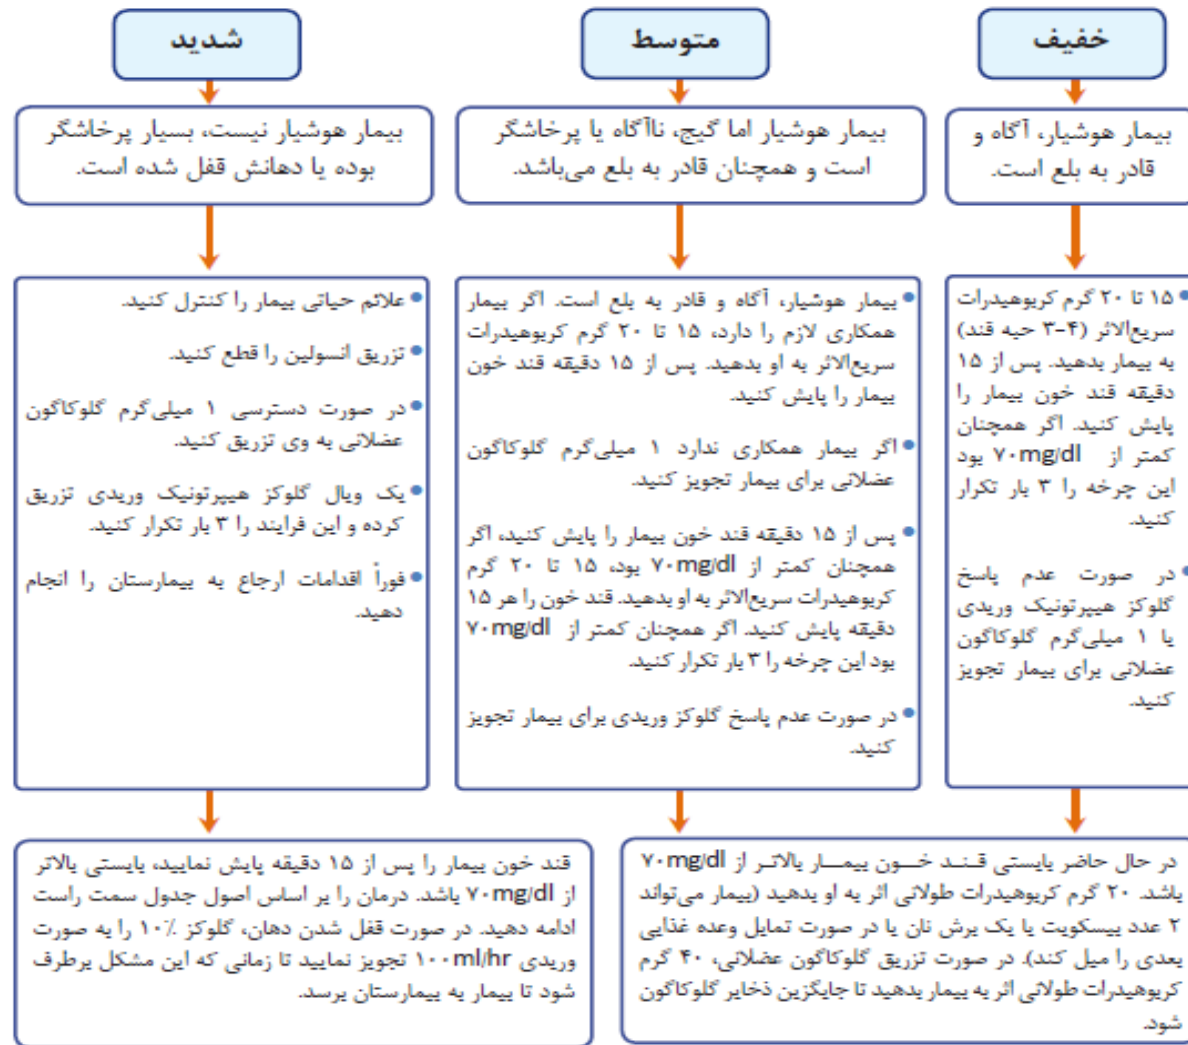 خفیف
بیمار هوشیار، آگاه و
قادر به بلع است.
• ۱۵ تا ۲۰ گرم کربوهیدرات
سریع‌الاثر (۴-۳ حبه قند)
به بیمار بدهید. پس از ۱۵
دقیقه قند خون بیمار را
پایش کنید. اگر همچنان
کمتر از ۷۰mg/dl بود
این چرخه را ۳ بار تکرار
کنید.
• در صورت عدم پاسخ
گلوکز هیپرتونیک وریدی
یا ۱ میلی‌گرم گلوکاگون
عضلانی برای بیمار تجویز
کنید.
متوسط
بیمار هوشیار اما گیج، ناآگاه یا پرخاشگر
است و همچنان قادر به بلع می‌باشد.
• بیمار هوشیار، آگاه و قادر به بلع است. اگر بیمار
همکاری لازم را دارد، ۱۵ تا ۲۰ گرم کربوهیدرات
سریع‌الاثر به او بدهید. پس از ۱۵ دقیقه قند خون
بیمار را پایش کنید.
• اگر بیمار همکاری ندارد ۱ میلی‌گرم گلوکاگون
عضلانی برای بیمار تجویز کنید.
• پس از ۱۵ دقیقه قند خون بیمار را پایش کنید، اگر
همچنان کمتر از ۷۰mg/dl بود، ۱۵ تا ۲۰ گرم
کربوهیدرات سریع‌الاثر به او بدهید. قند خون را هر ۱۵
دقیقه پایش کنید. اگر همچنان کمتر از ۷۰mg/dl
بود این چرخه را ۳ بار تکرار کنید.
• در صورت عدم پاسخ گلوکز وریدی برای بیمار تجویز
کنید.
شدید
بیمار هوشیار نیست، بسیار پرخاشگر
بوده یا دهانش قفل شده است.
• علائم حیاتی بیمار را کنترل کنید.
• تزریق انسولین را قطع کنید.
• در صورت دسترسی ۱ میلی‌گرم گلوکاگون
عضلانی به وی تزریق کنید.
• یک ویال گلوکز هیپرتونیک وریدی تزریق
کرده و این فرایند را ۳ بار تکرار کنید.
• فوراً اقدامات ارجاع به بیمارستان را انجام
دهید.
در حال حاضر بایستی قند خون بیمار بالاتر از ۷۰mg/dl
باشد. ۲۰ گرم کربوهیدرات طولانی اثر به او بدهید (بیمار می‌تواند
۲ عدد بیسکویت یا یک برش نان یا در صورت تمایل وعده غذایی
بعدی را میل کند). در صورت تزریق گلوکاگون عضلانی، ۴۰ گرم
کربوهیدرات طولانی اثر به بیمار بدهید تا جایگزین ذخایر گلوکاگون
شود.
قند خون بیمار را پس از ۱۵ دقیقه پایش نمایید، بایستی بالاتر
از ۷۰mg/dl باشد. درمان را بر اساس اصول جدول سمت راست
ادامه دهید. در صورت قفل شدن دهان، گلوکز ۱۰٪ را به صورت
وریدی ۱۰۰ml/hr تجویز نمایید تا زمانی که این مشکل برطرف
شود تا بیمار به بیمارستان برسد.